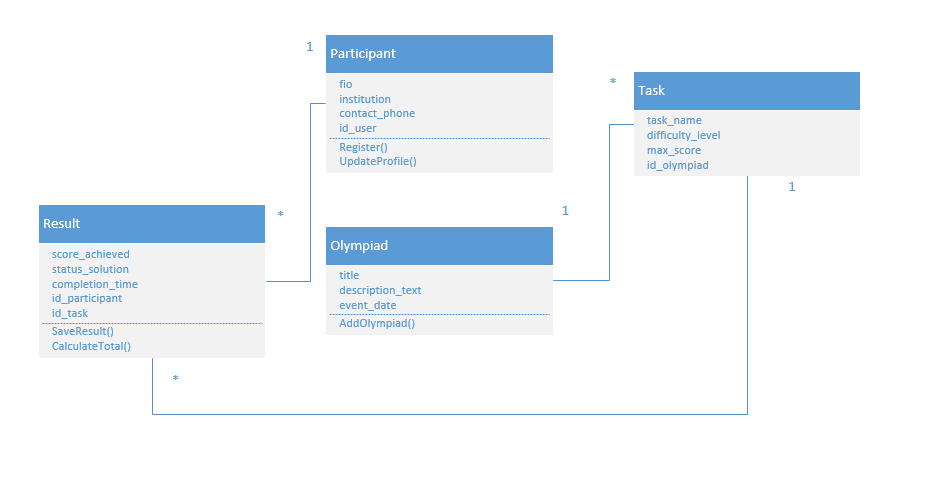 1
Participant
fio
institution
contact_phone
id_user
Register()
UpdateProfile()
*
Task
task_name
difficulty_level
max_score
id_olympiad
1
*
Result
score_achieved
status_solution
completion_time
id_participant
id_task
SaveResult()
CalculateTotal()
*
1
Olympiad
title
description_text
event_date
AddOlympiad()